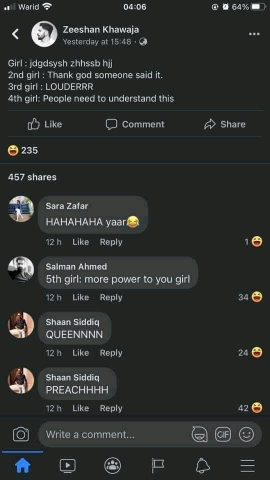 Warid
04:06
64%
Zeeshan Khawaja
Yesterday at 15:48 ·
Girl : jdgdsysh zhhssb hjj
2nd girl : Thank god someone said it.
3rd girl : LOUDERRR
4th girl: People need to understand this
Like Comment Share
235
457 shares
Sara Zafar
HAHAHAHA yaar😂
12 h Like Reply 1
Salman Ahmed
5th girl: more power to you girl
12 h Like Reply 34
Shaan Siddiq
QUEENNNN
12 h Like Reply 24
Shaan Siddiq
PREACHHHH
12 h Like Reply 42
Write a comment...
GIF